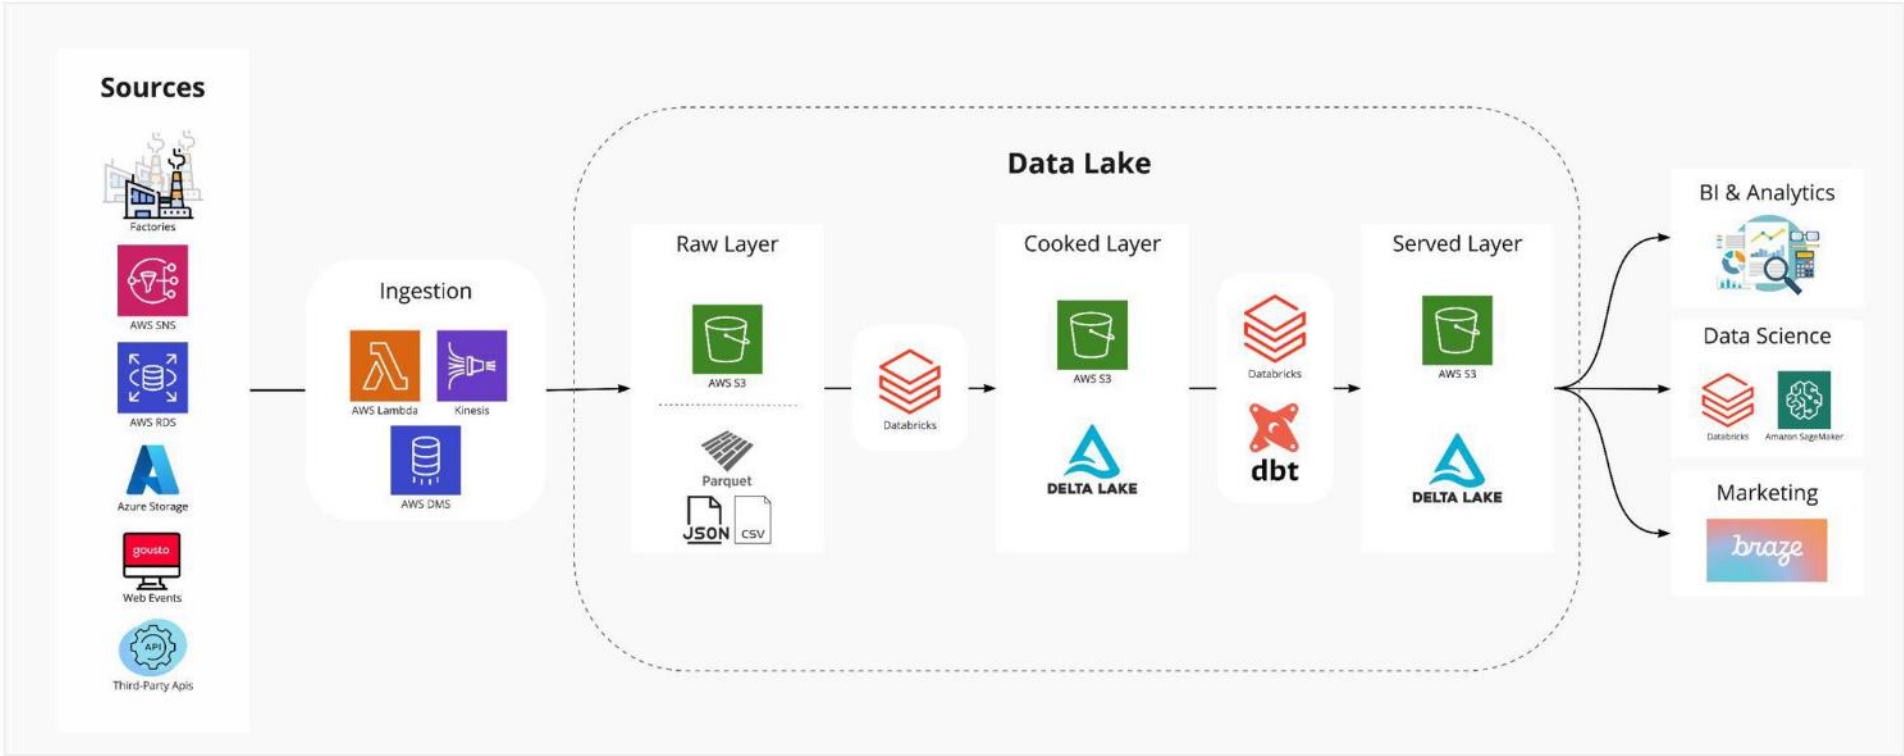 Sources
Factories
AWS SNS
AWS RDS
Azure Storage
gousto
Web Events
API
Third-Party Apis
Ingestion
AWS Lambda
Kinesis
AWS DMS
Data Lake
Raw Layer
AWS S3
Parquet
JSON
CSV
Databricks
Cooked Layer
AWS S3
DELTA LAKE
Databricks
dbt
Served Layer
AWS S3
DELTA LAKE
BI & Analytics
Data Science
Databricks
Amazon SageMaker
Marketing
braze